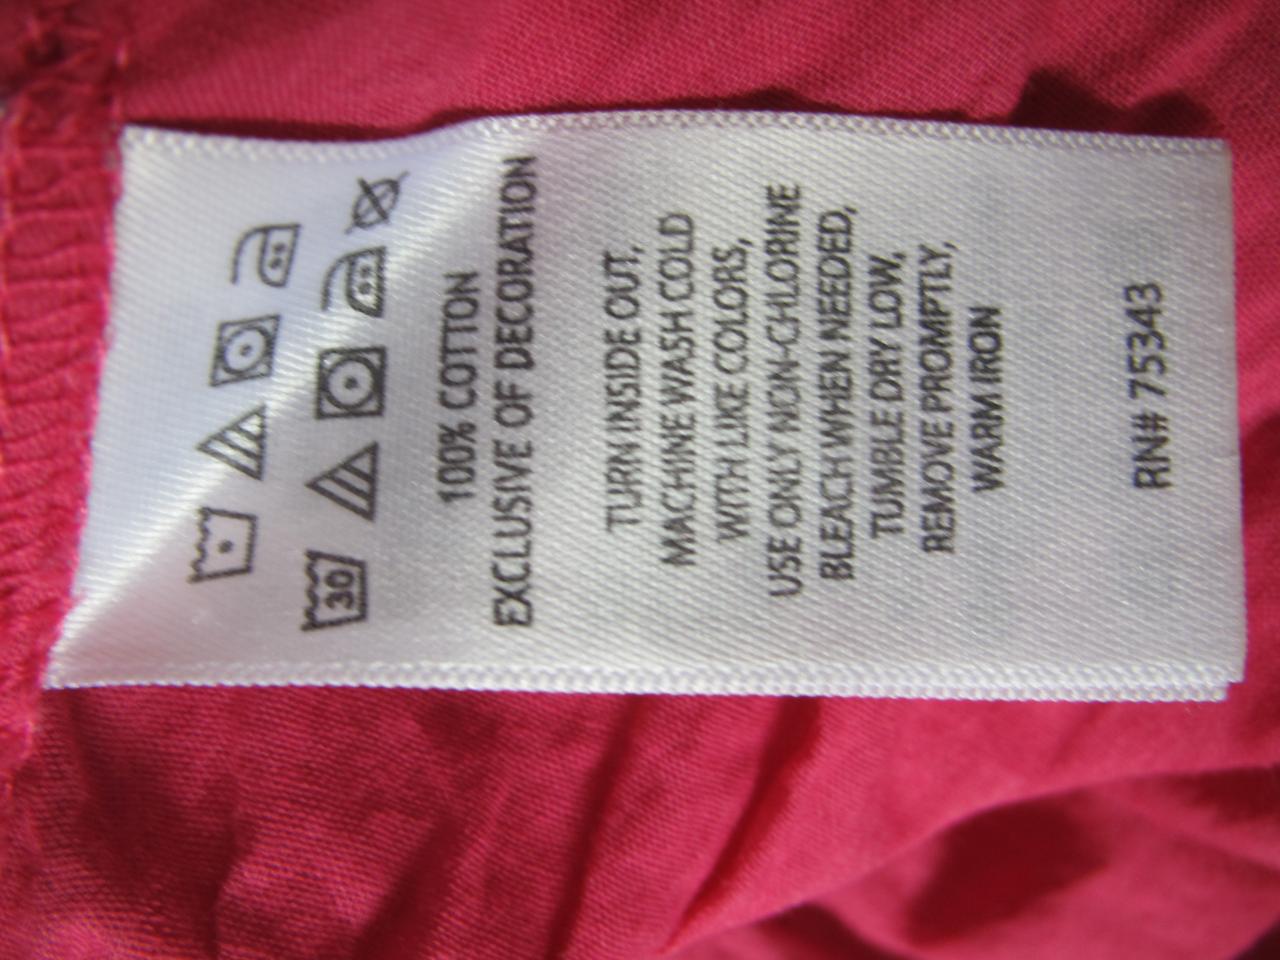 30
100% COTTON
EXCLUSIVE OF DECORATION
TURN INSIDE OUT,
MACHINE WASH COLD
WITH LIKE COLORS,
USE ONLY NON-CHLORINE
BLEACH WHEN NEEDED,
TUMBLE DRY LOW,
REMOVE PROMPTLY,
WARM IRON
RN# 75343